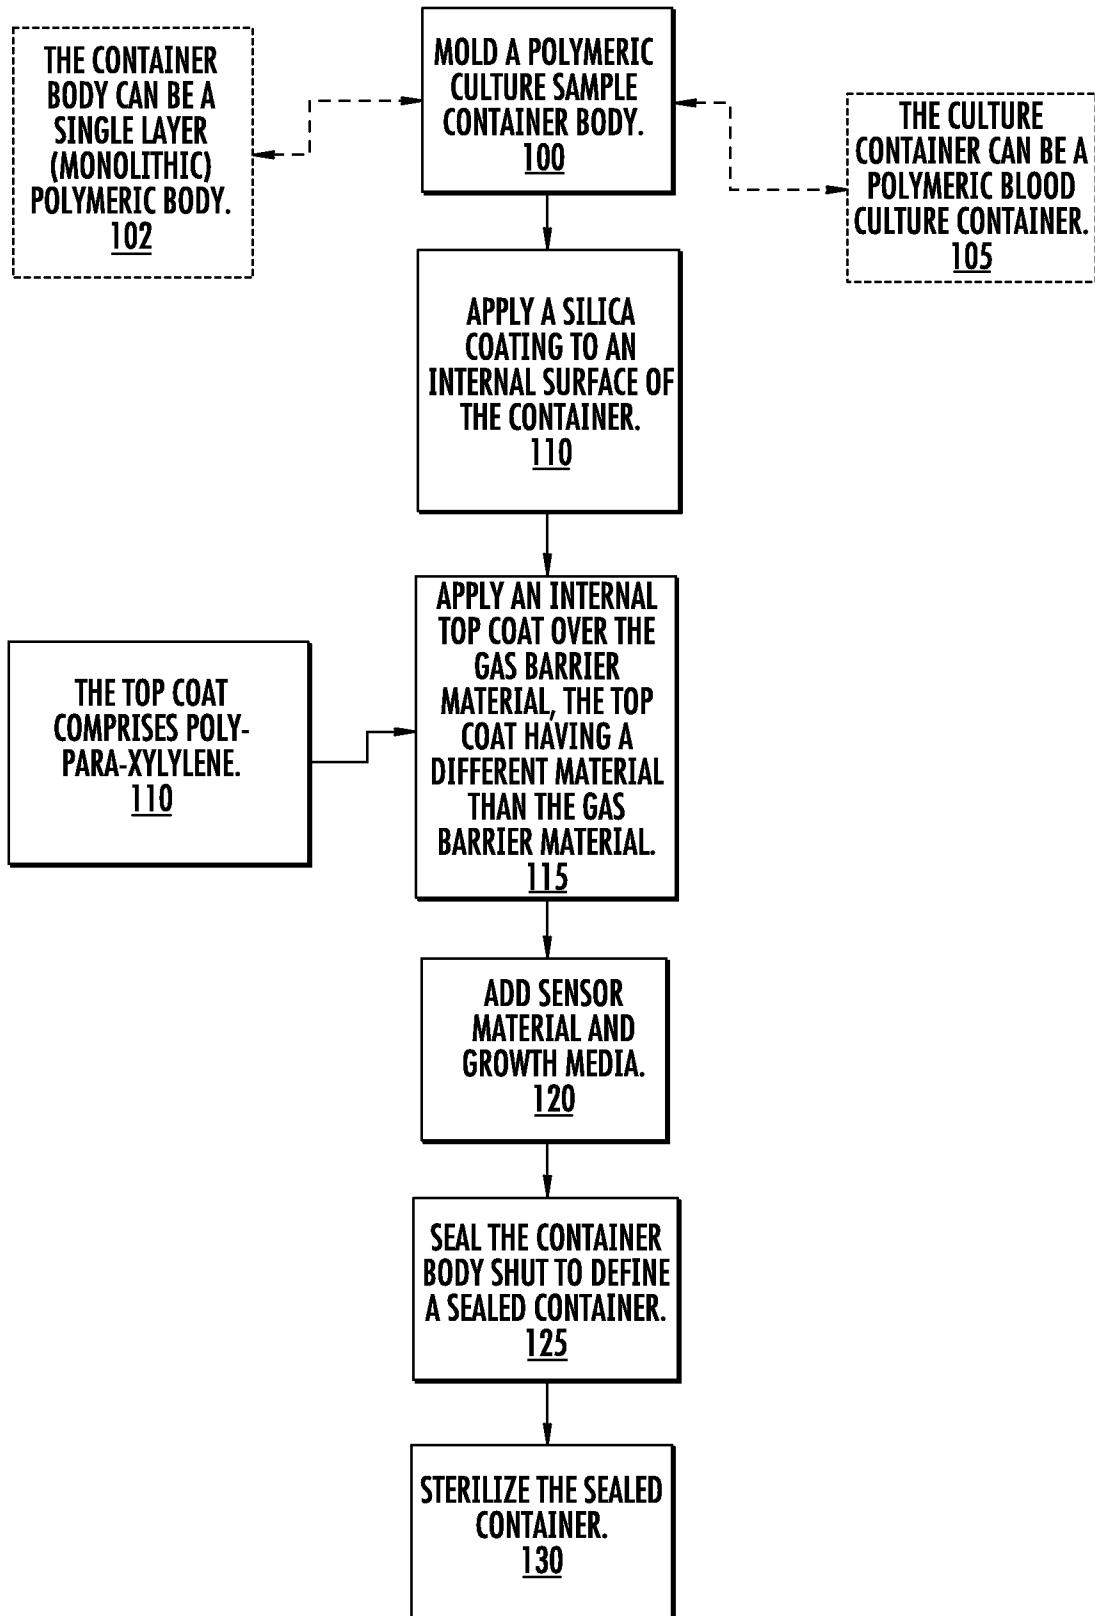 THE CONTAINER
BODY CAN BE A
SINGLE LAYER
(MONOLITHIC)
POLYMERIC BODY.
102
MOLD A POLYMERIC
CULTURE SAMPLE
CONTAINER BODY.
100
THE CULTURE
CONTAINER CAN BE A
POLYMERIC BLOOD
CULTURE CONTAINER.
105
APPLY A SILICA
COATING TO AN
INTERNAL SURFACE OF
THE CONTAINER.
110
THE TOP COAT
COMPRISES POLY-
PARA-XYLYLENE.
110
APPLY AN INTERNAL
TOP COAT OVER THE
GAS BARRIER
MATERIAL, THE TOP
COAT HAVING A
DIFFERENT MATERIAL
THAN THE GAS
BARRIER MATERIAL.
115
ADD SENSOR
MATERIAL AND
GROWTH MEDIA.
120
SEAL THE CONTAINER
BODY SHUT TO DEFINE
A SEALED CONTAINER.
125
STERILIZE THE SEALED
CONTAINER.
130